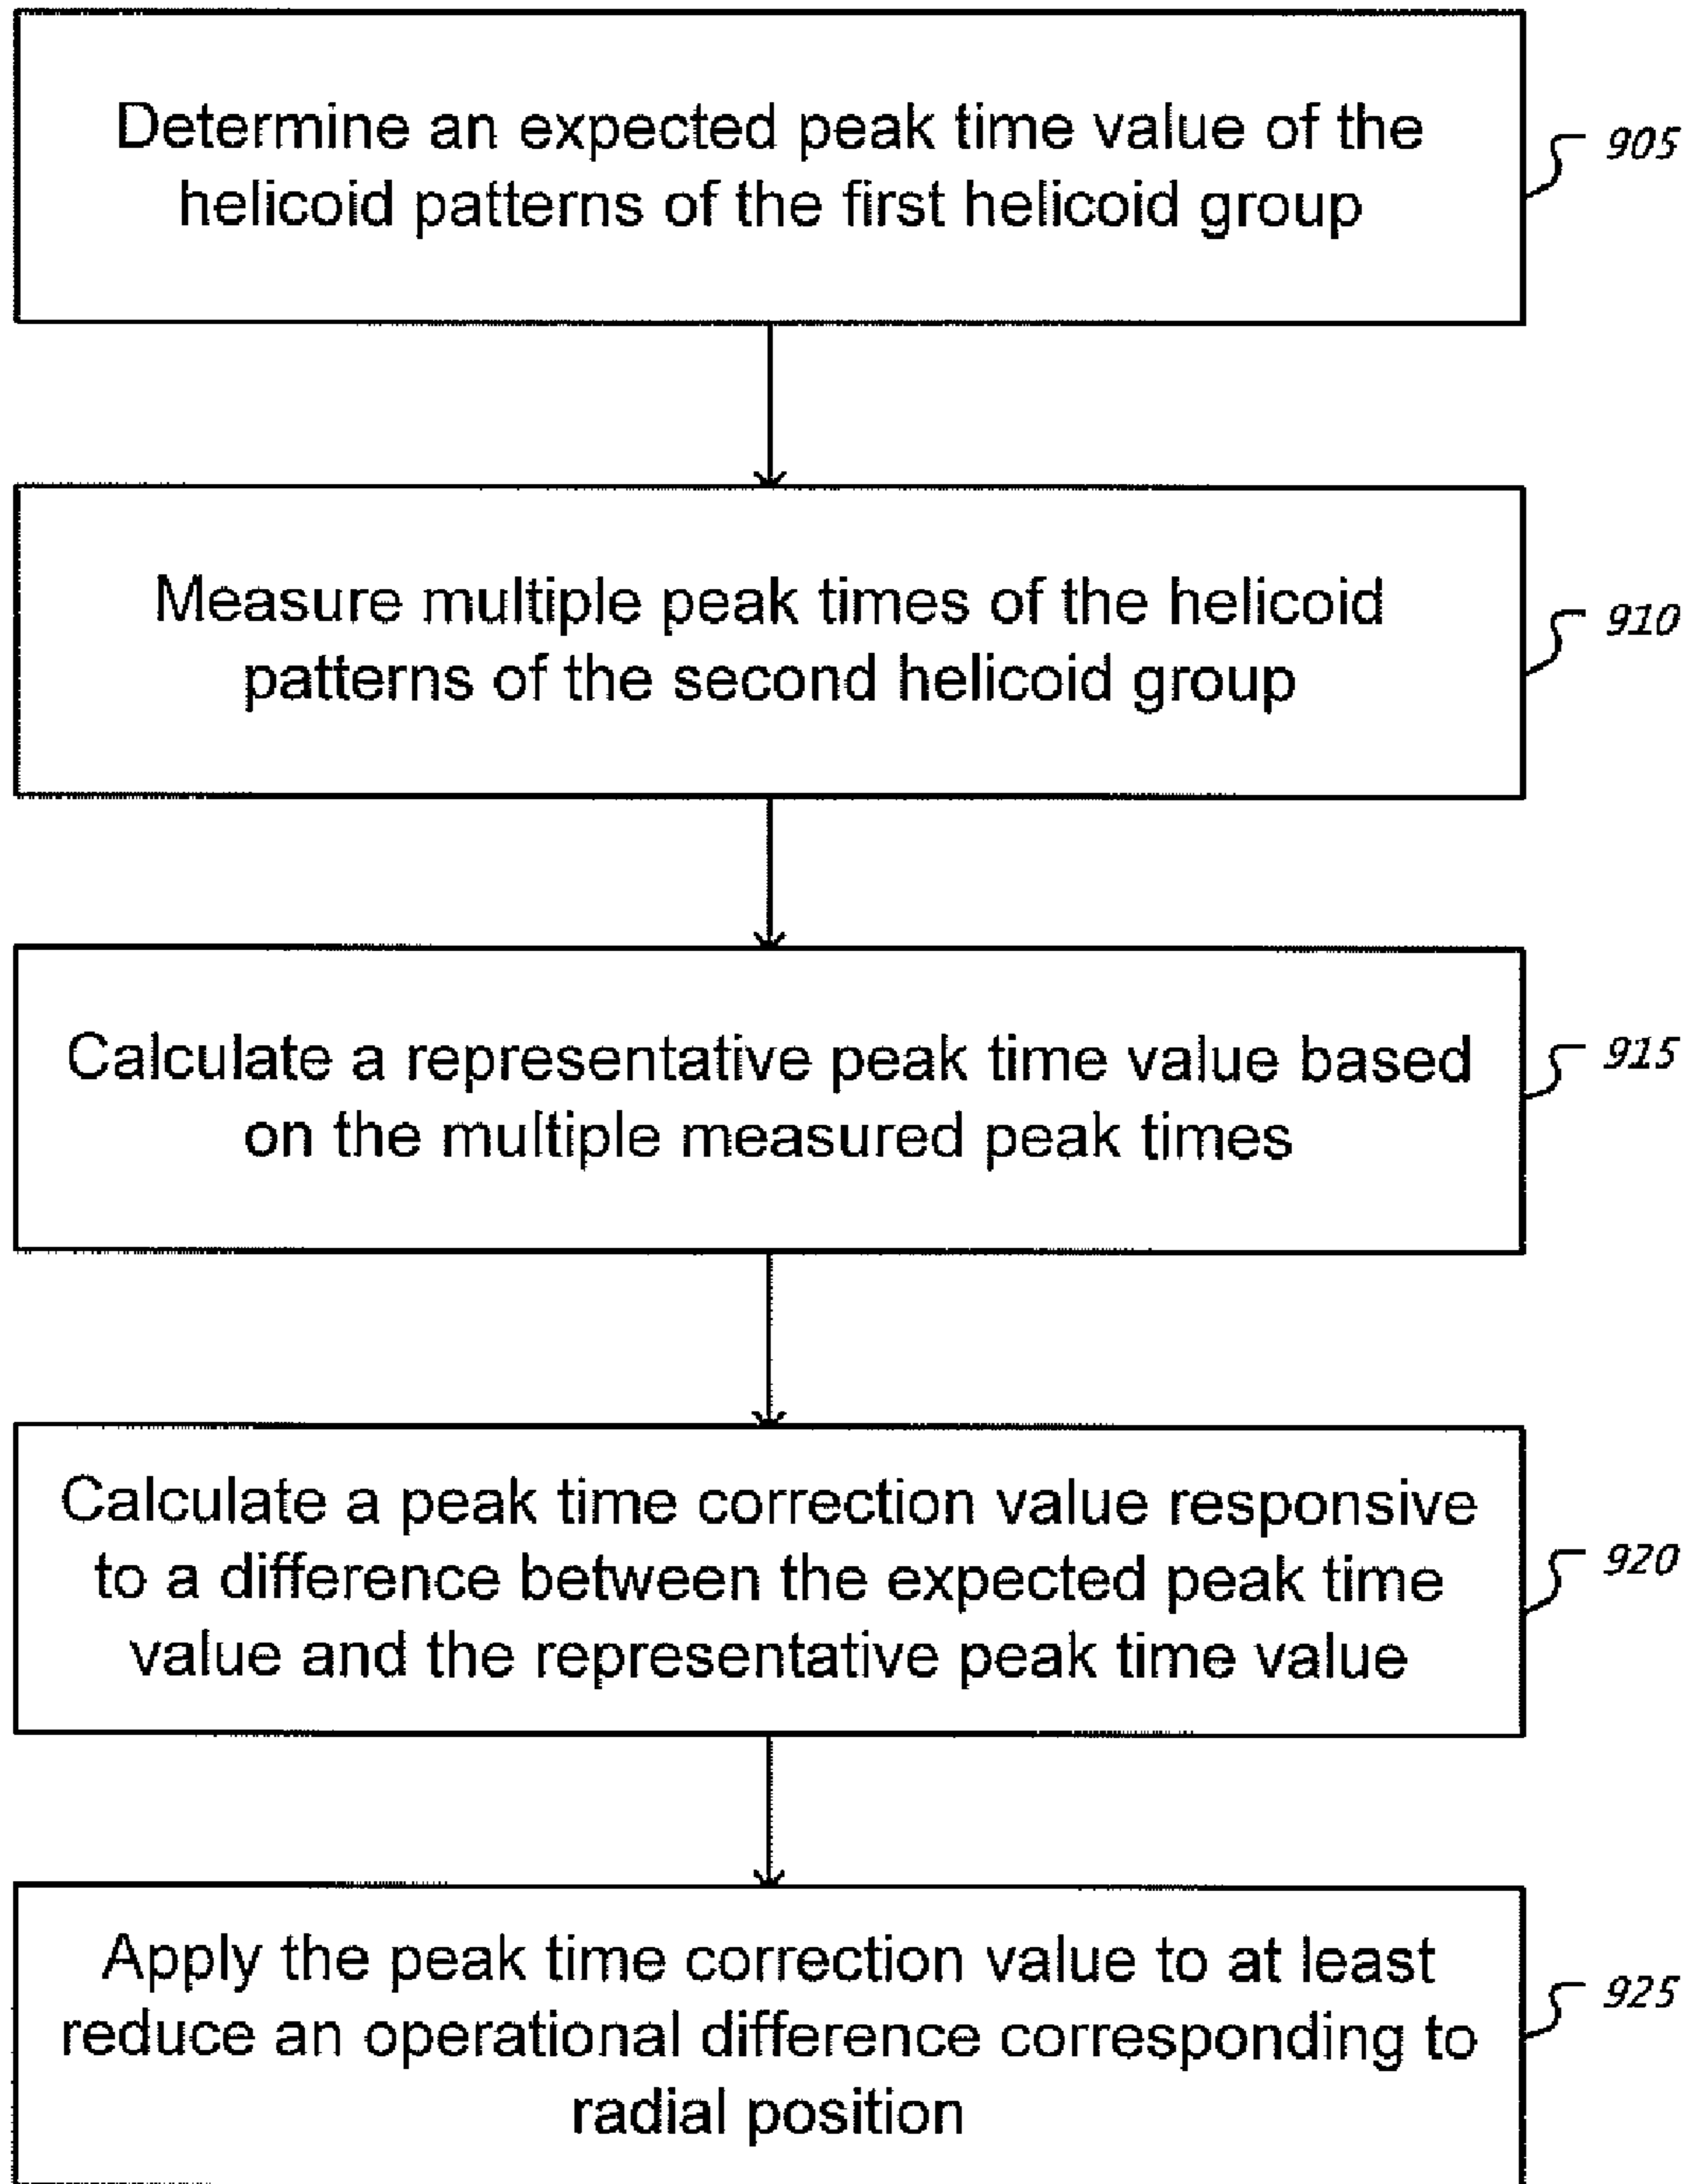 Determine an expected peak time value of the
helicoid patterns of the first helicoid group
905
Measure multiple peak times of the helicoid
patterns of the second helicoid group
910
Calculate a representative peak time value based
on the multiple measured peak times
915
Calculate a peak time correction value responsive
to a difference between the expected peak time
value and the representative peak time value
920
Apply the peak time correction value to at least
reduce an operational difference corresponding to
radial position
925